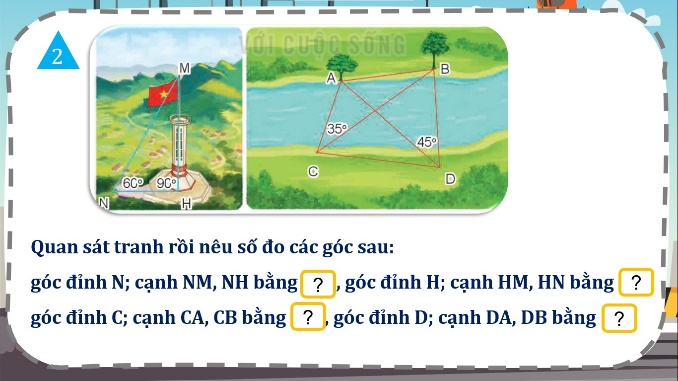 2
VỚI CUỘC SỐNG
M
A
B
35°
45°
60° 90°
C
D
N
H
Quan sát tranh rồi nêu số đo các góc sau:
góc đỉnh N; cạnh NM, NH bằng ? , góc đỉnh H; cạnh HM, HN bằng ?
góc đỉnh C; cạnh CA, CB bằng ? , góc đỉnh D; cạnh DA, DB bằng ?